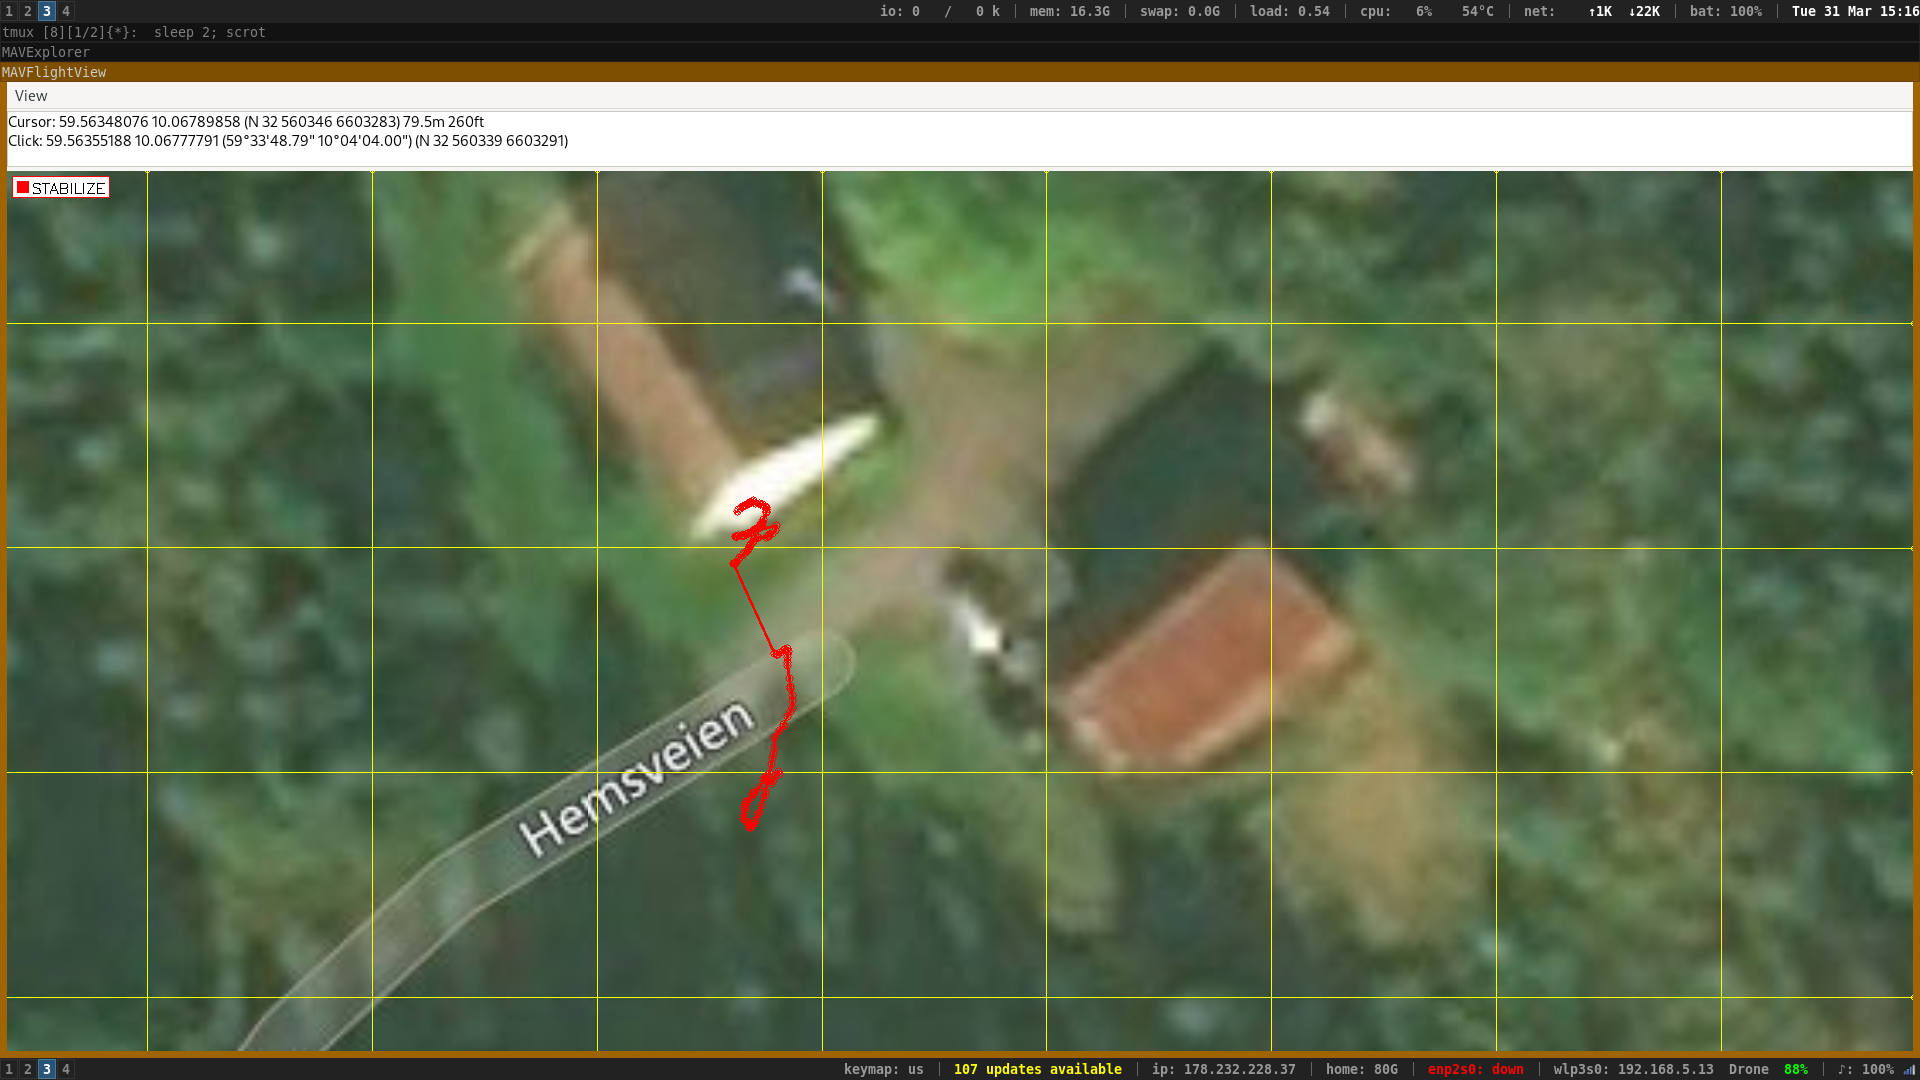 1 2 3 4 io: 0 / 0 k mem: 16.3G swap: 0.0G load: 0.54 cpu: 6% 54°C net: ↑1K ↓22K bat: 100% Tue 31 Mar 15:16
tmux [8][1/2]{*}: sleep 2; scrot
MAVExplorer
MAVFlightView
View
Cursor: 59.56348076 10.06789858 (N 32 560346 6603283) 79.5m 260ft
Click: 59.56355188 10.06777791 (59°33'48.79" 10°04'04.00") (N 32 560339 6603291)
STABILIZE
Hemsveien
1 2 3 4 keymap: us 107 updates available ip: 178.232.228.37 home: 80G enp2s0: down wlp3s0: 192.168.5.13 Drone 88% ♪: 100%